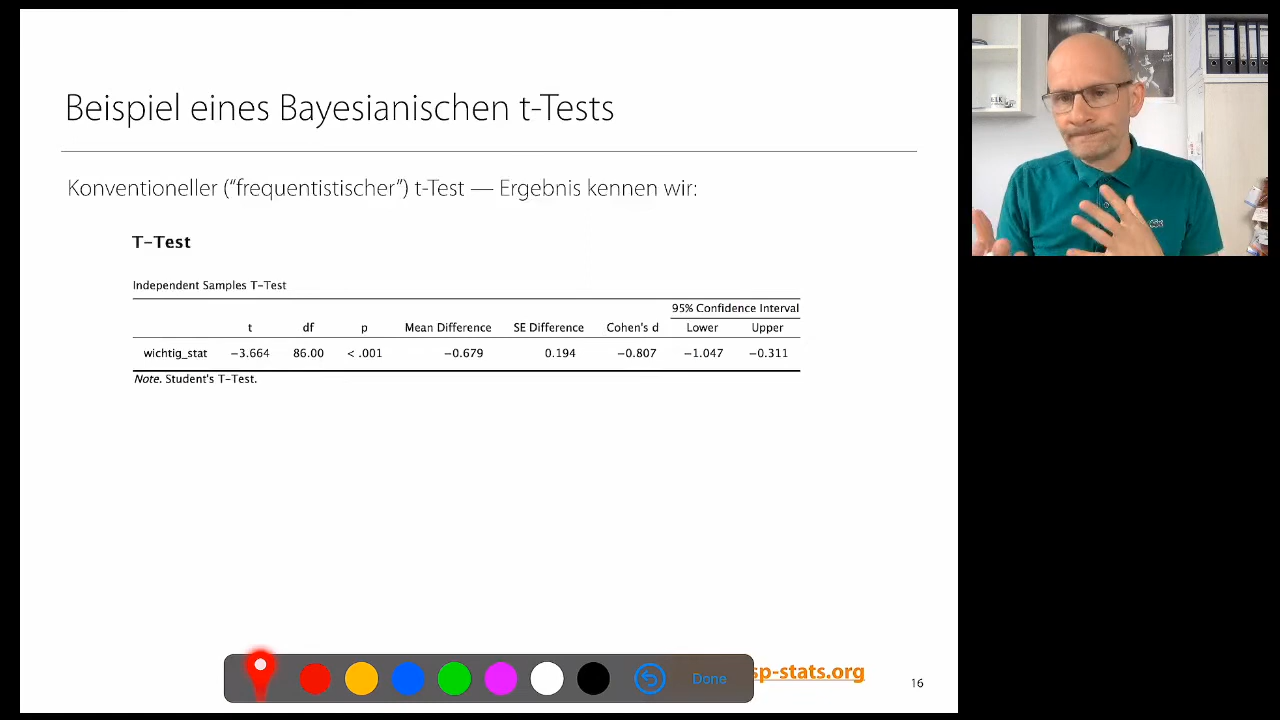 Beispiel eines Bayesianischen t-Tests
Konventioneller (“frequentistischer”) t-Test — Ergebnis kennen wir:
T-Test
Independent Samples T-Test
95% Confidence Interval
t df p Mean Difference SE Difference Cohen's d Lower Upper
wichtig_stat −3.664 86.00 < .001 −0.679 0.194 −0.807 −1.047 −0.311
Note. Student's T-Test.
Done
sp-stats.org
16